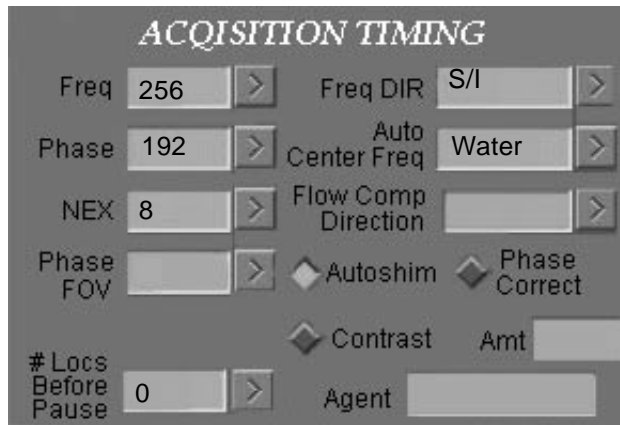 ACQISITION TIMING
Freq 256 > Freq DIR S/I >
Phase 192 > Auto Center Freq Water >
NEX 8 > Flow Comp Direction >
Phase FOV > Autoshim Phase Correct
Contrast Amt
# Locs Before Pause 0 > Agent